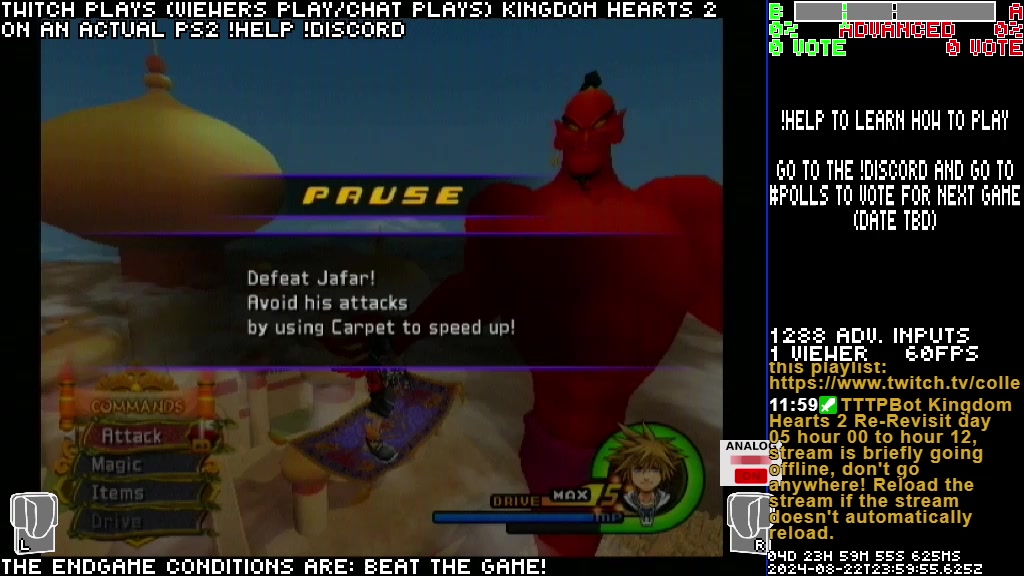 TWITCH PLAYS (VIEWERS PLAY/CHAT PLAYS) KINGDOM HEARTS 2
ON AN ACTUAL PS2 !HELP !DISCORD
B
A
0%
ADVANCED
0%
0 VOTE
0 VOTE
!HELP TO LEARN HOW TO PLAY
GO TO THE !DISCORD AND GO TO
#POLLS TO VOTE FOR NEXT GAME
(DATE TBD)
PAUSE
Defeat Jafar!
Avoid his attacks
by using Carpet to speed up!
COMMANDS
Attack
Magic
Items
Drive
DRIVE
MAX
5
MP
ANALOG
L
R
1288 ADV. INPUTS
1 VIEWER 60FPS
this playlist:
https://www.twitch.tv/colle
11:59 TTTPBot Kingdom
Hearts 2 Re-Revisit day
05 hour 00 to hour 12,
stream is briefly going
offline, don't go
anywhere! Reload the
stream if the stream
doesn't automatically
reload.
04D 23H 59M 55S 625MS
2024-08-22T23:59:55.625Z
THE ENDGAME CONDITIONS ARE: BEAT THE GAME!